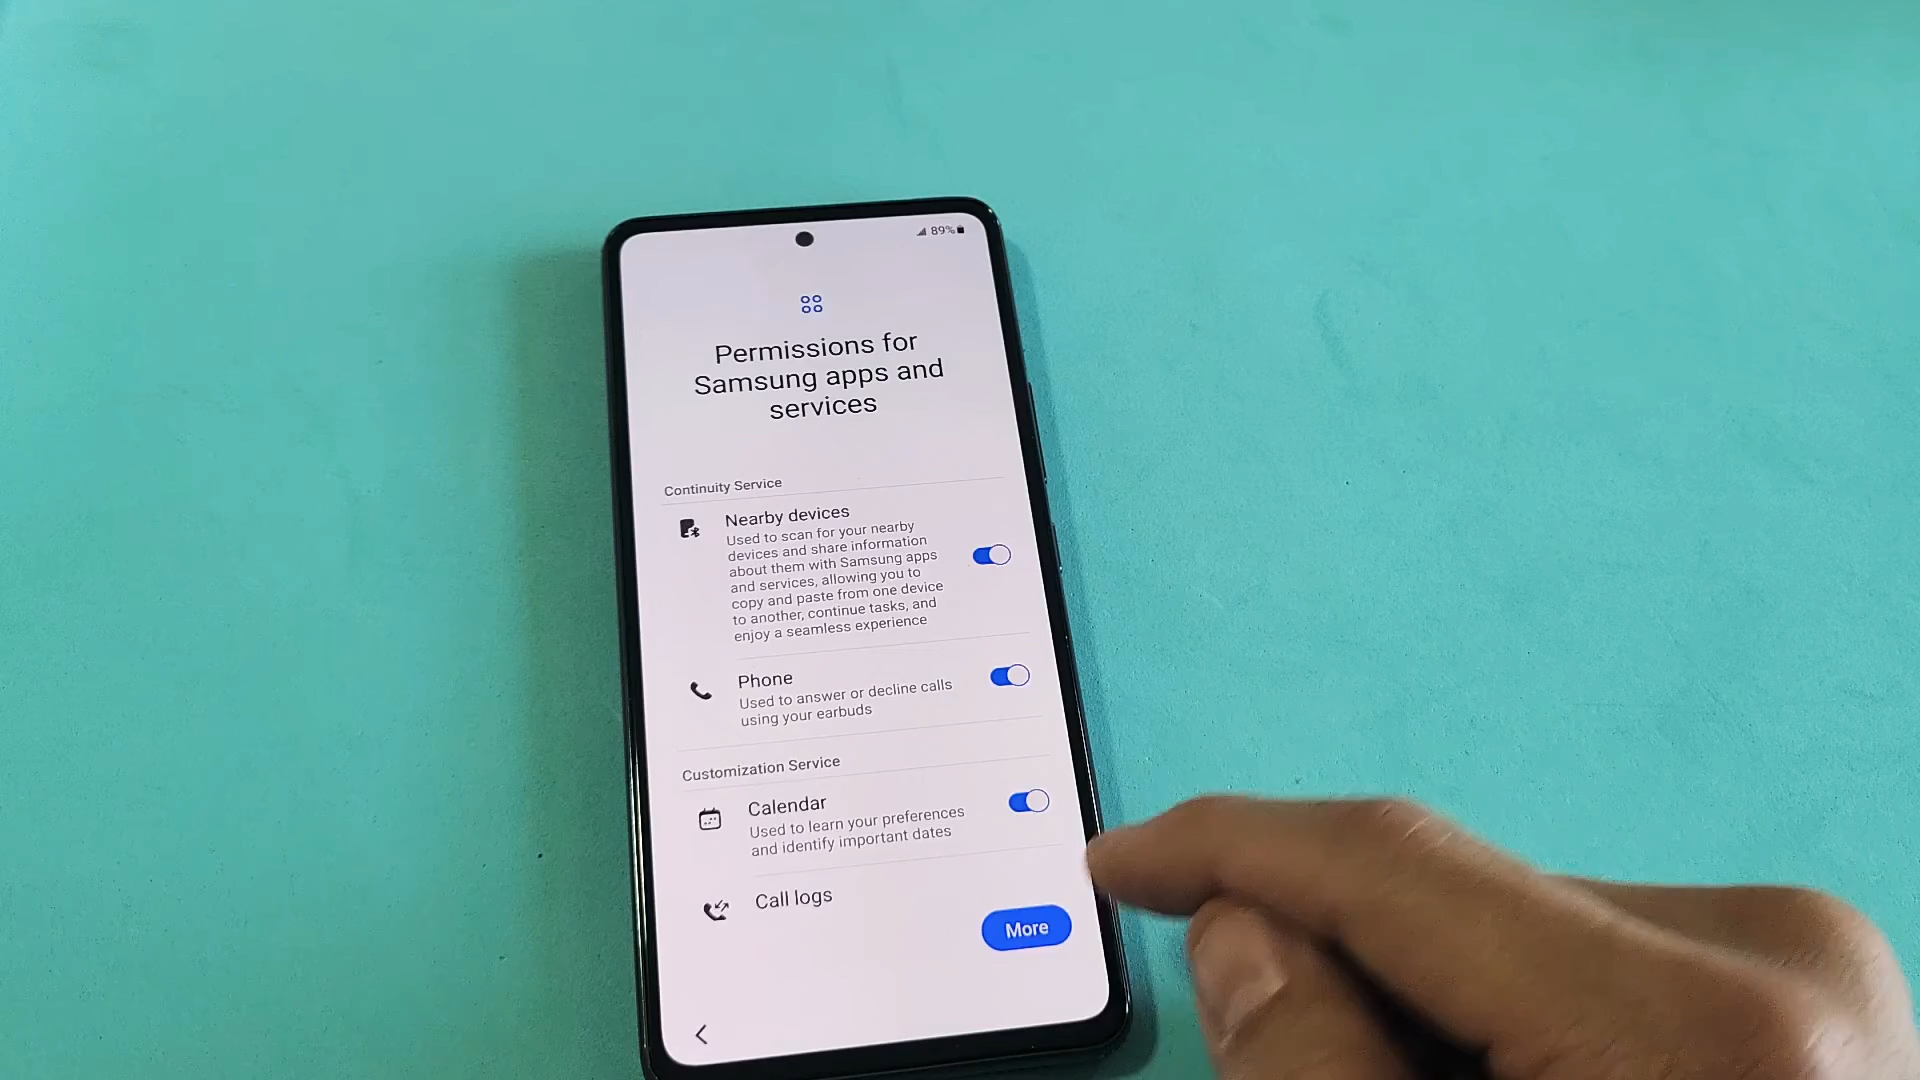 89%
Permissions for
Samsung apps and
services
Continuity Service
Nearby devices
Used to scan for your nearby
devices and share information
about them with Samsung apps
and services, allowing you to
copy and paste from one device
to another, continue tasks, and
enjoy a seamless experience
Phone
Used to answer or decline calls
using your earbuds
Customization Service
Calendar
Used to learn your preferences
and identify important dates
Call logs
More